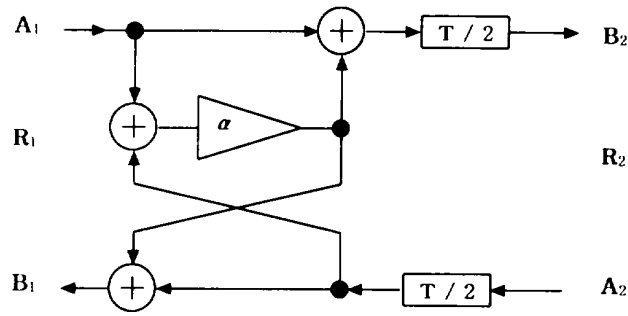 A₁
T / 2
B₂
α
R₁
R₂
B₁
T / 2
A₂